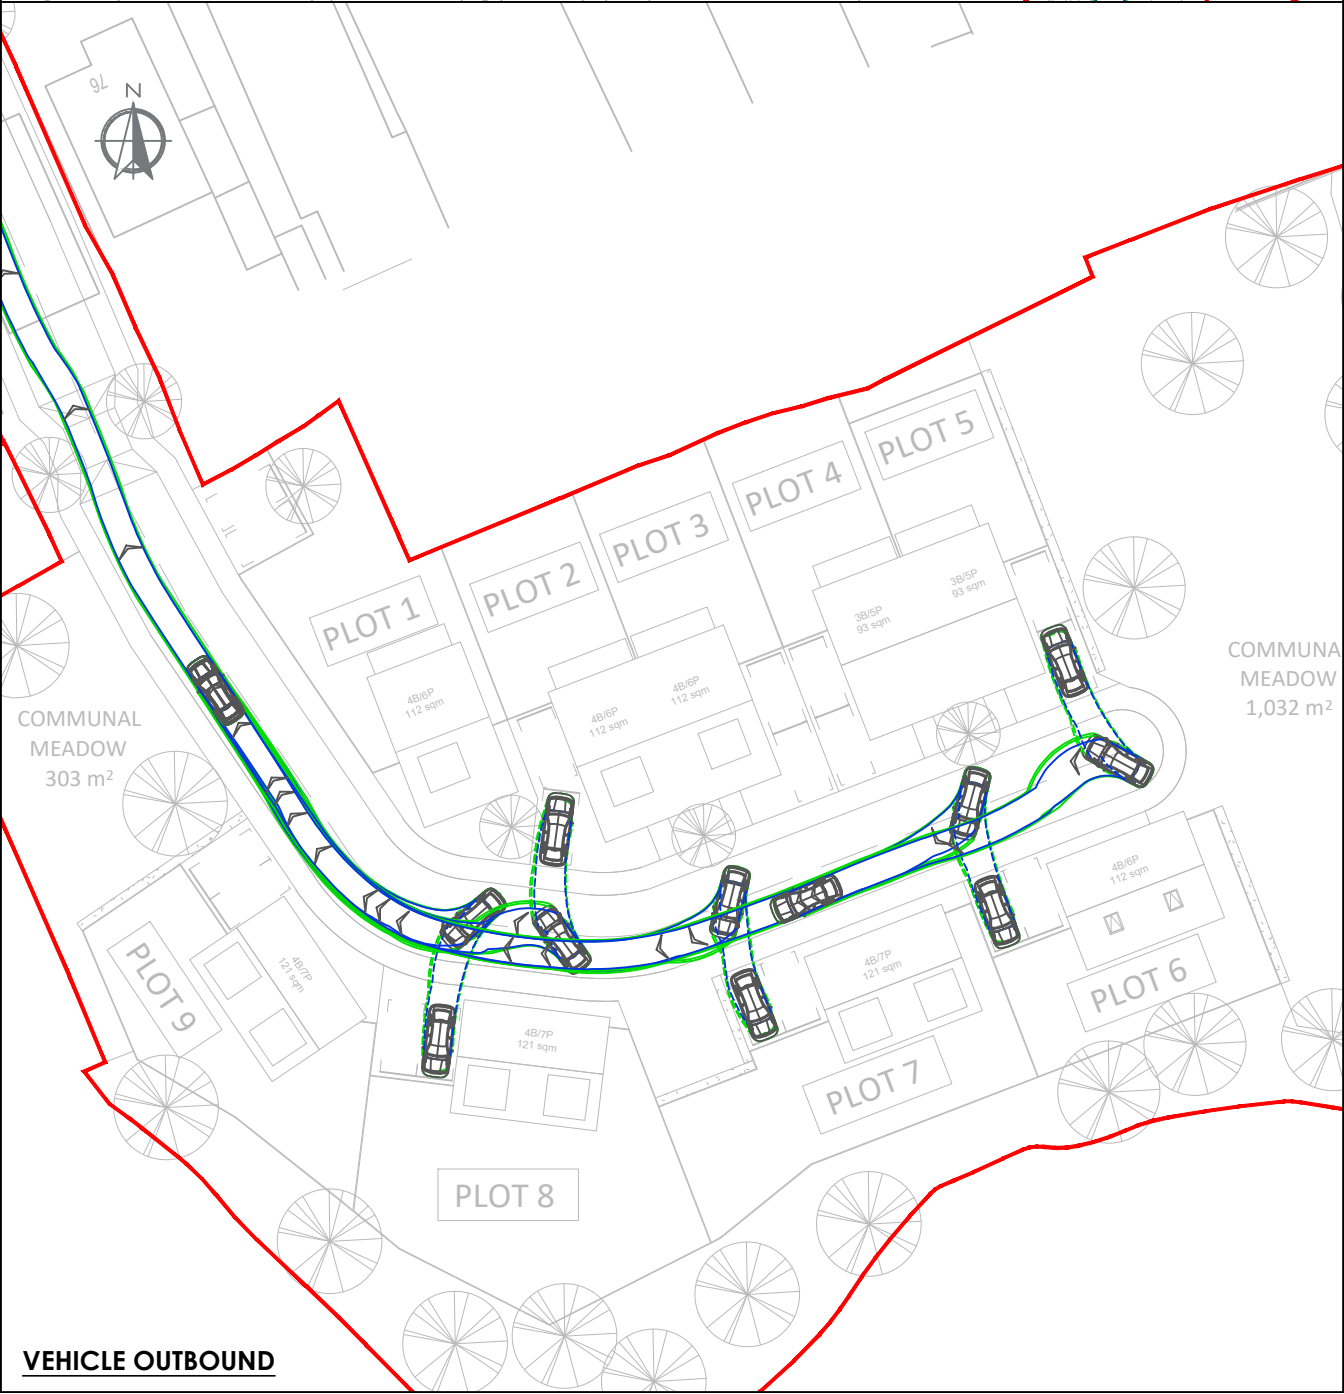 76
N
PLOT 5
PLOT 4
PLOT 3
PLOT 2
PLOT 1
3B/5P
93 sqm
3B/5P
93 sqm
4B/6P
112 sqm
4B/6P
112 sqm
4B/6P
112 sqm
COMMUNA
MEADOW
1,032 m²
COMMUNAL
MEADOW
303 m²
4B/6P
112 sqm
PLOT 6
4B/7P
121 sqm
PLOT 7
4B/7P
121 sqm
PLOT 8
4B/7P
121 sqm
PLOT 9
VEHICLE OUTBOUND